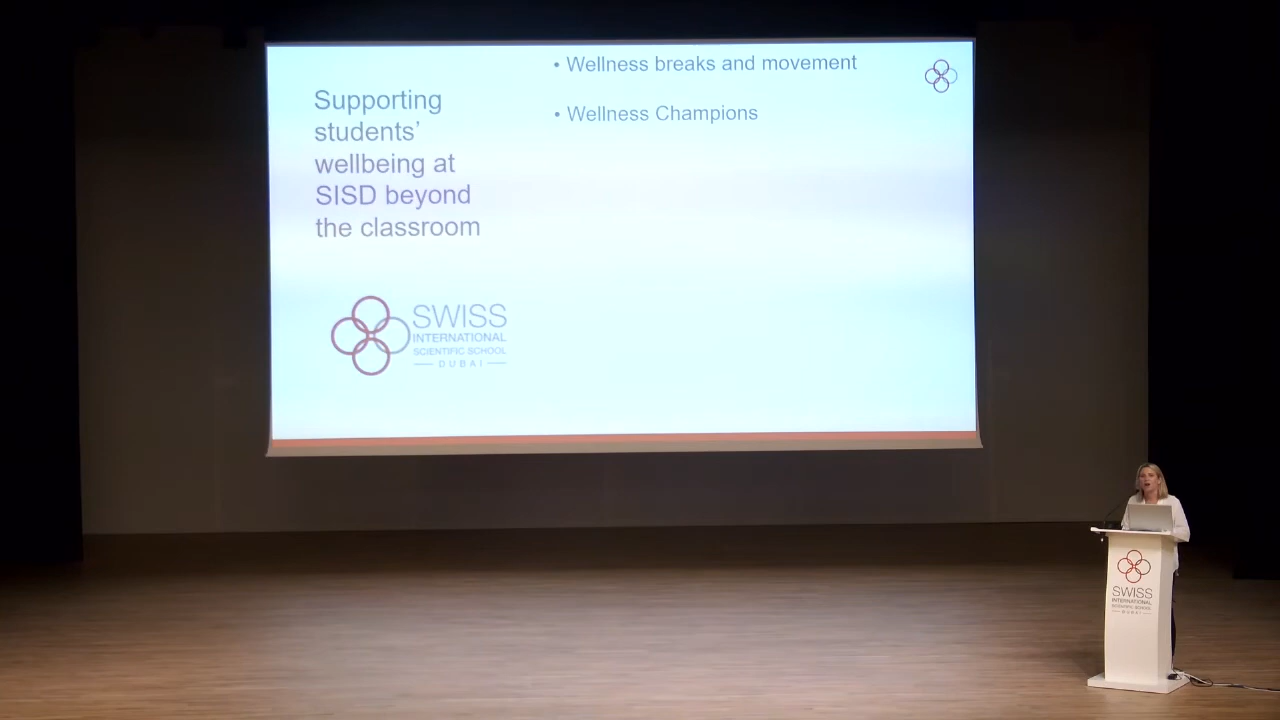 Supporting
students’
wellbeing at
SISD beyond
the classroom
• Wellness breaks and movement
• Wellness Champions
SWISS
INTERNATIONAL
SCIENTIFIC SCHOOL
DUBAI
SWISS
INTERNATIONAL
SCIENTIFIC SCHOOL
DUBAI